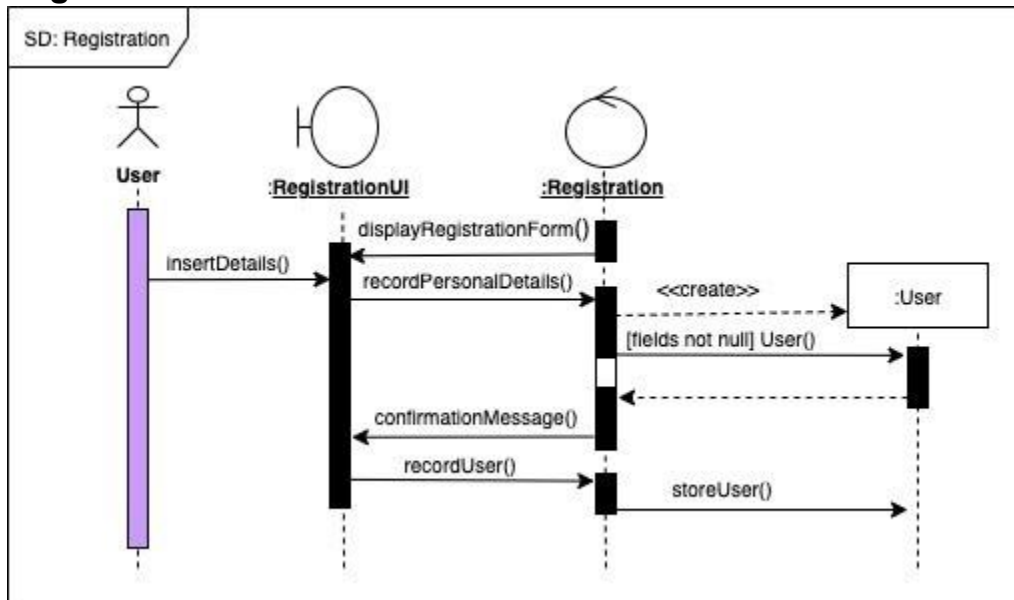 SD: Registration
User
:RegistrationUI
:Registration
displayRegistrationForm()
insertDetails()
recordPersonalDetails()
<<create>>
:User
[fields not null] User()
confirmationMessage()
recordUser()
storeUser()